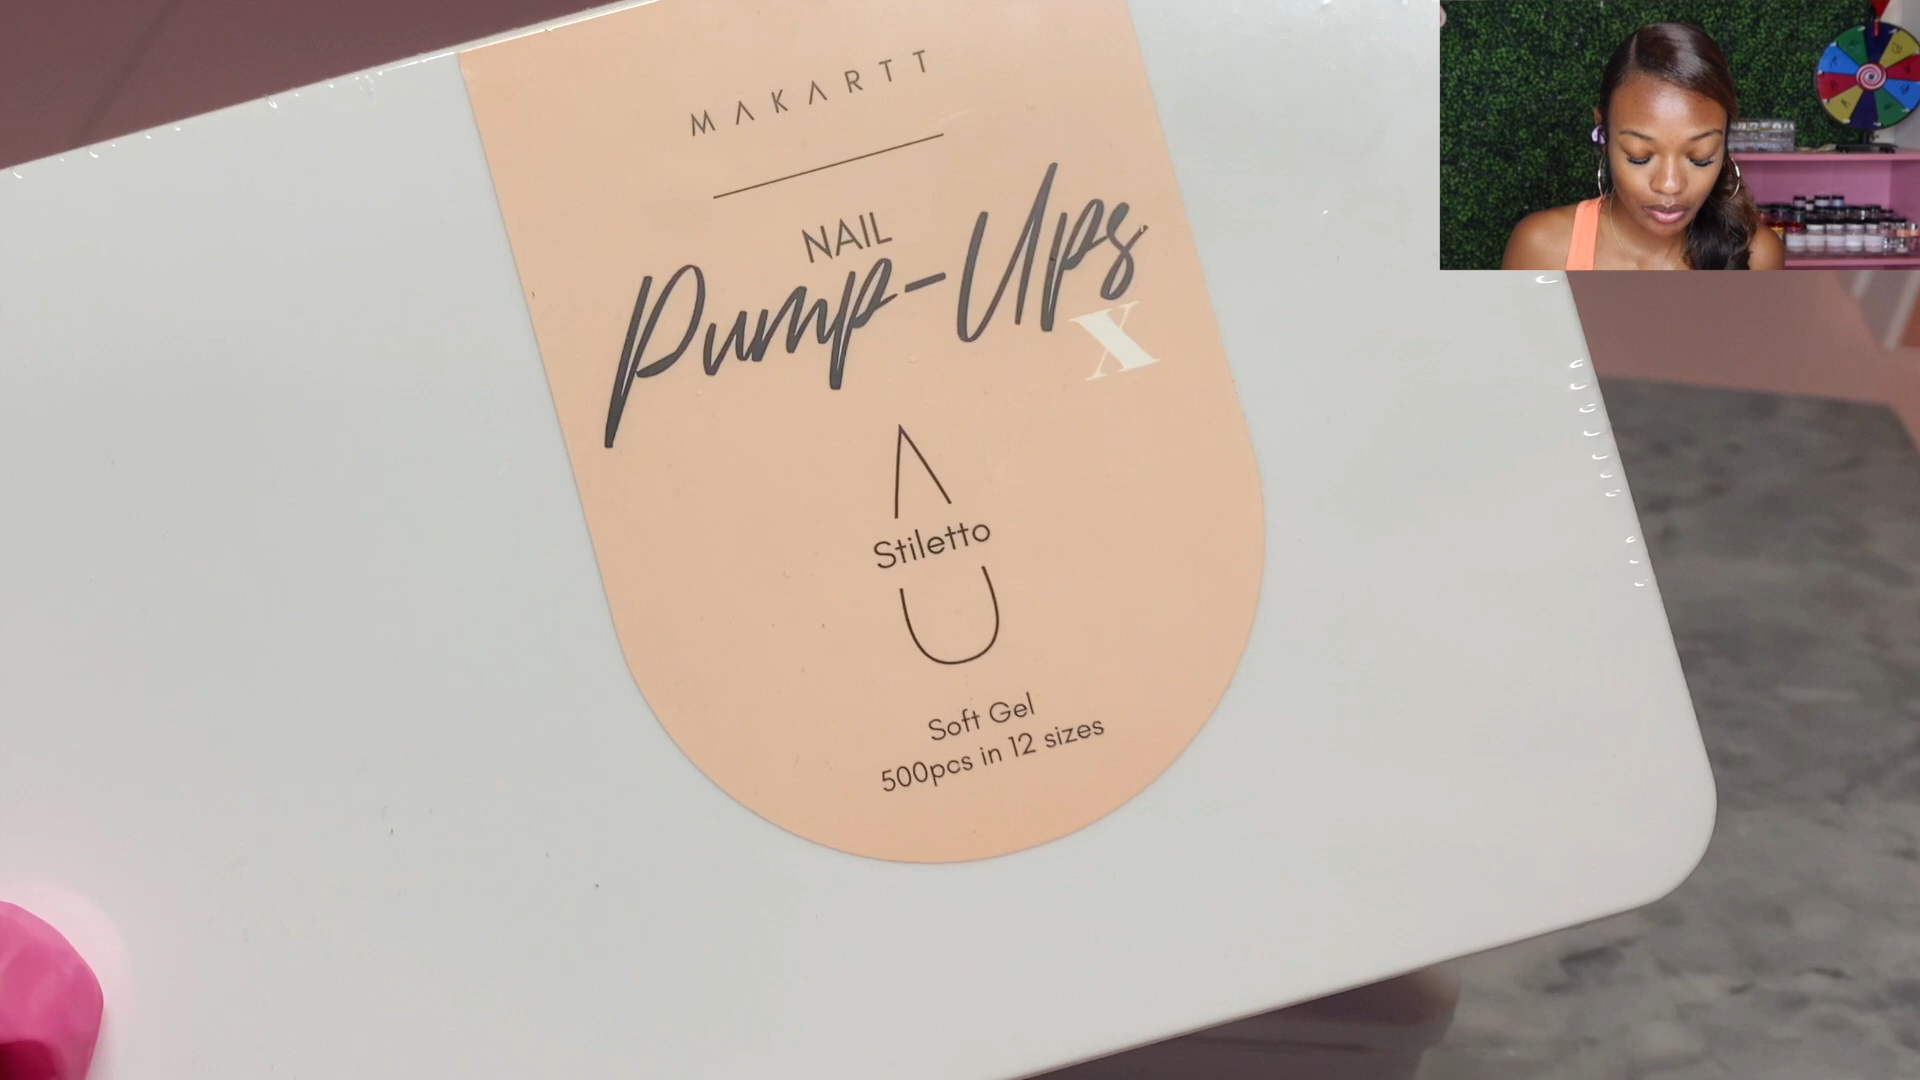 MAKARTT
NAIL
Pump-Ups
X
Stiletto
Soft Gel
500pcs in 12 sizes